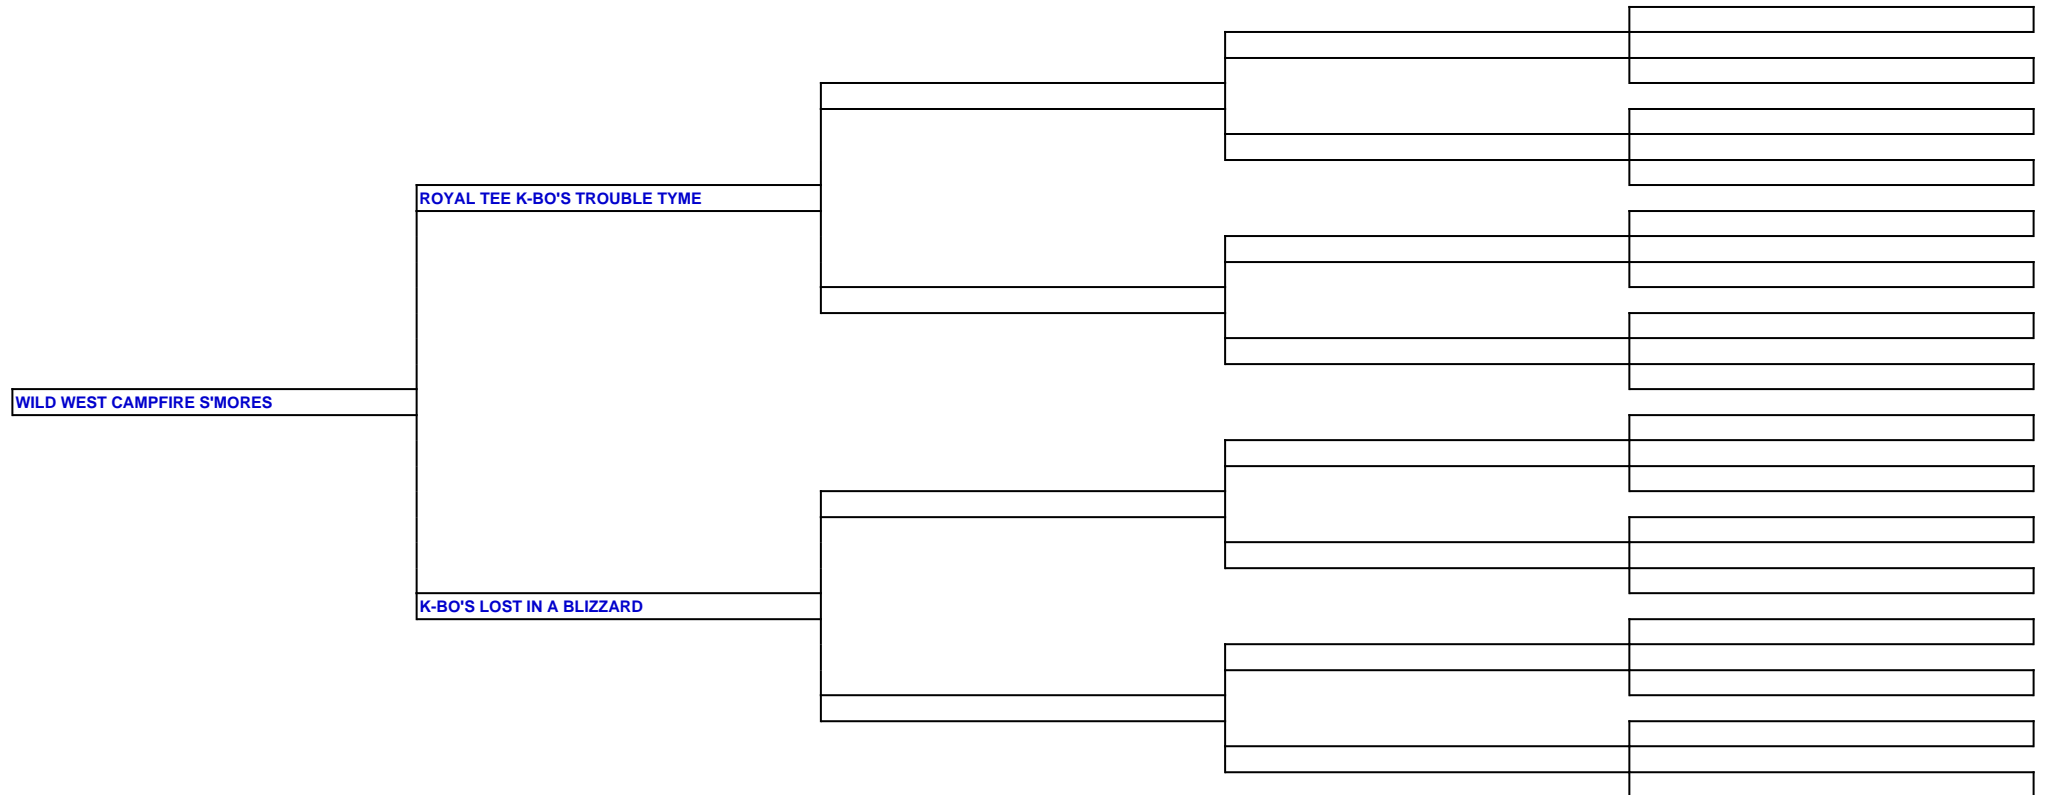 ROYAL TEE K-BO'S TROUBLE TYME
WILD WEST CAMPFIRE S'MORES
K-BO'S LOST IN A BLIZZARD